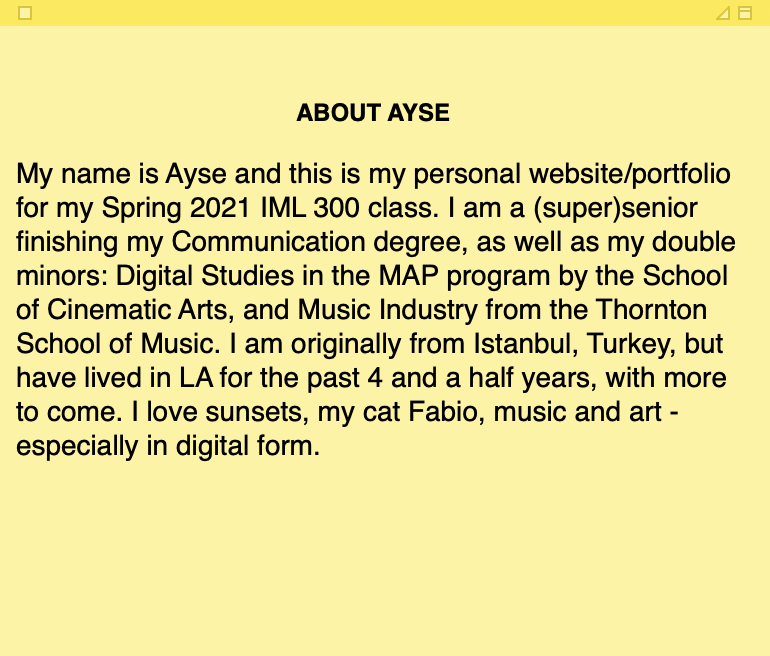 ABOUT AYSE
My name is Ayse and this is my personal website/portfolio
for my Spring 2021 IML 300 class. I am a (super)senior
finishing my Communication degree, as well as my double
minors: Digital Studies in the MAP program by the School
of Cinematic Arts, and Music Industry from the Thornton
School of Music. I am originally from Istanbul, Turkey, but
have lived in LA for the past 4 and a half years, with more
to come. I love sunsets, my cat Fabio, music and art -
especially in digital form.